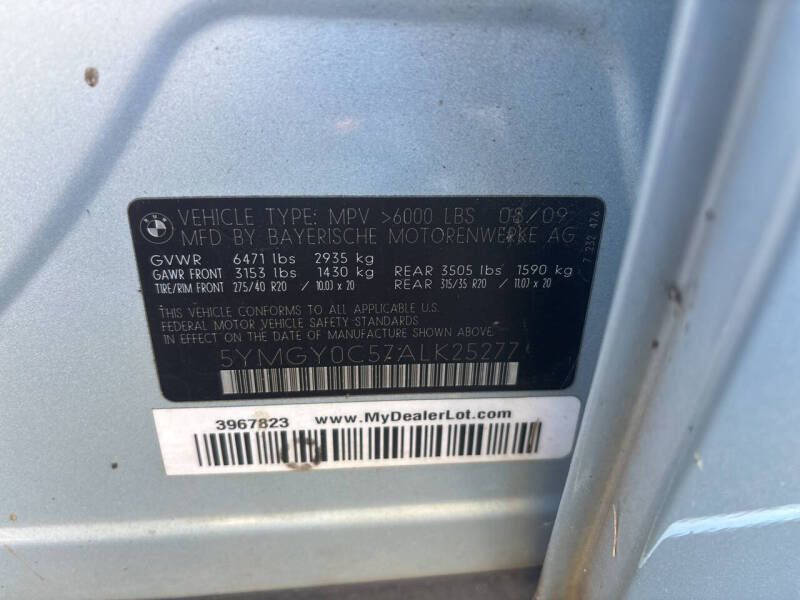 VEHICLE TYPE: MPV >6000 LBS 08/09
MFD BY BAYERISCHE MOTORENWERKE AG
GVWR 6471 lbs 2935 kg
GAWR FRONT 3153 lbs 1430 kg REAR 3505 lbs 1590 kg
TIRE/RIM FRONT 275/40 R20 / 10.0J x 20 REAR 315/35 R20 / 11.0J x 20
THIS VEHICLE CONFORMS TO ALL APPLICABLE U.S.
FEDERAL MOTOR VEHICLE SAFETY STANDARDS
IN EFFECT ON THE DATE OF MANUFACTURE SHOWN ABOVE.
5YMGY0C57ALK25277
7 232 476
3967823 www.MyDealerLot.com